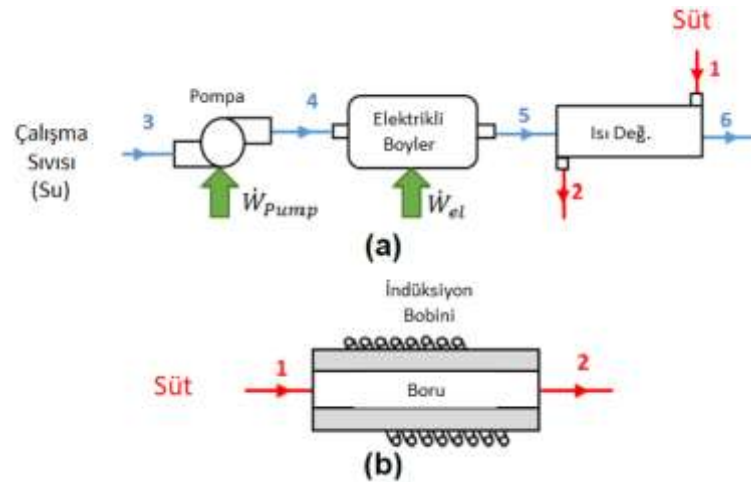 Süt
Pompa
3
4
Elektrikli
Boyler
5
1
Isı Değ.
6
Çalışma
Sıvısı
(Su)
2
Ẇ_Pump
Ẇ_el
(a)
İndüksiyon
Bobini
Süt
1
Boru
2
(b)